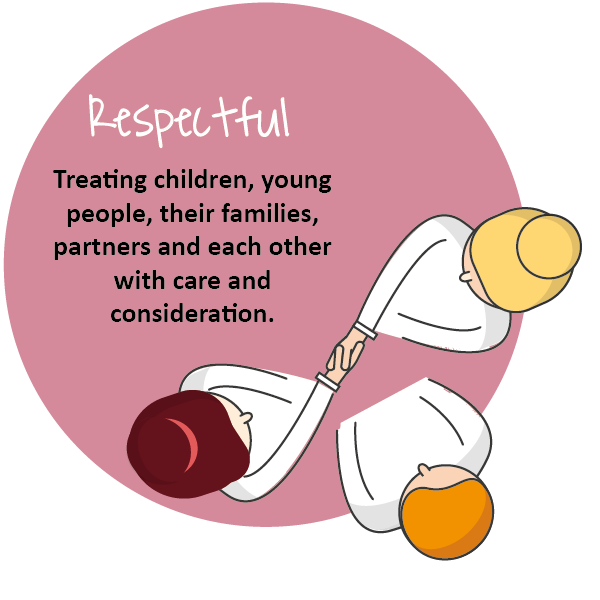 Respectful
Treating children, young
people, their families,
partners and each other
with care and
consideration.